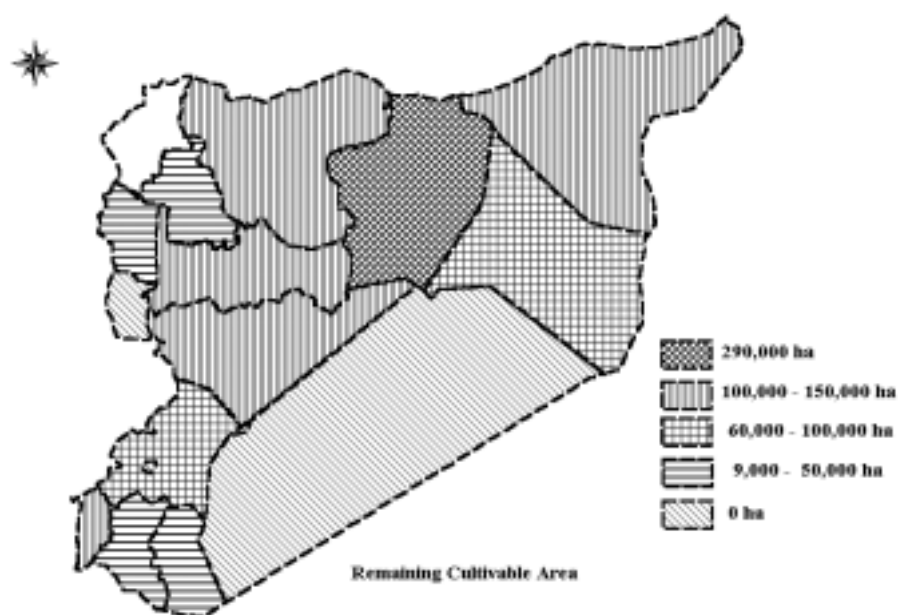 290,000 ha
100,000 - 150,000 ha
60,000 - 100,000 ha
9,000 - 50,000 ha
0 ha
Remaining Cultivable Area